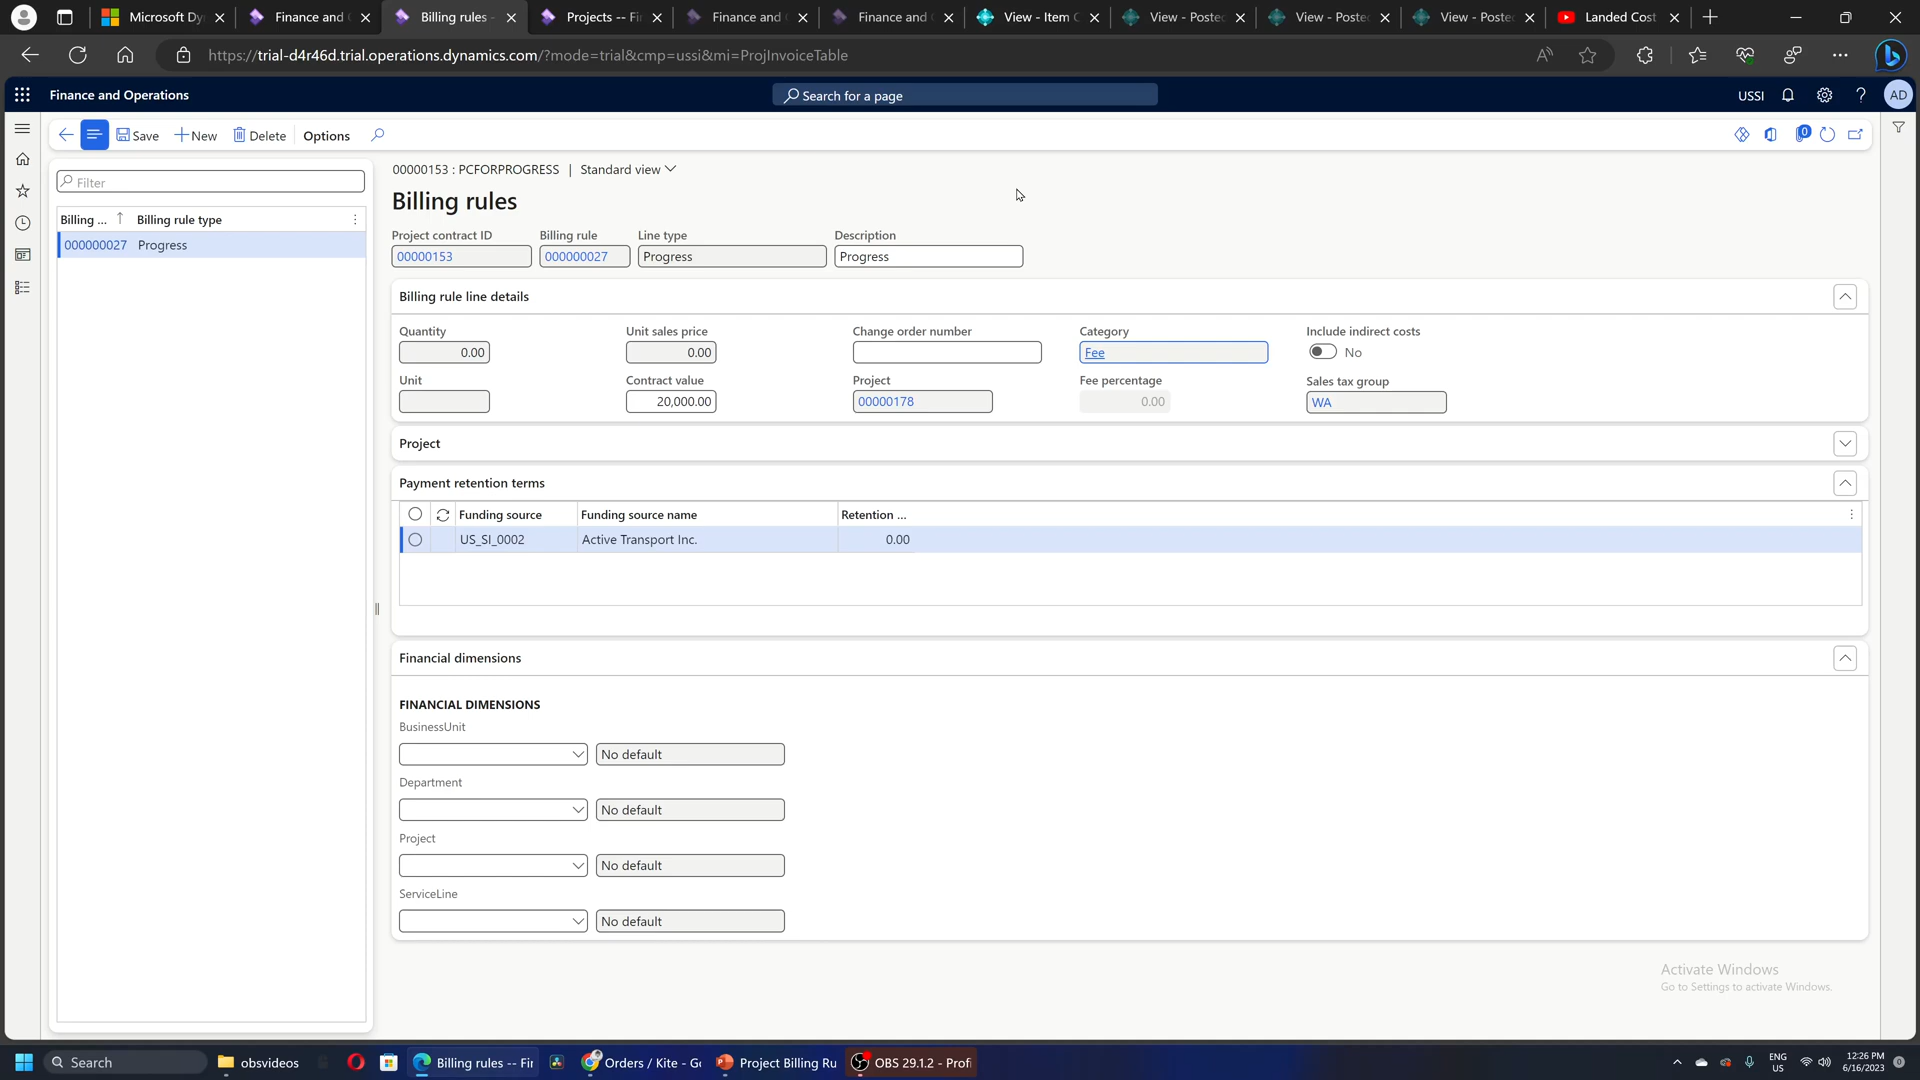 Microsoft Dy
Finance and
Billing rules -
Projects -- Fi
Finance and
Finance and
View - Item
View - Poste
View - Poste
View - Poste
Landed Cost
https://trial-d4r46d.trial.operations.dynamics.com/?mode=trial&cmp=ussi&mi=ProjInvoiceTable
Finance and Operations
Search for a page
USSI
AD
Save
New
Delete
Options
0
Filter
Billing ... ↑ Billing rule type
000000027 Progress
00000153 : PCFORPROGRESS | Standard view
Billing rules
Project contract ID Billing rule Line type Description
00000153 000000027 Progress Progress
Billing rule line details
Quantity Unit sales price Change order number Category Include indirect costs
0.00 0.00 Fee No
Unit Contract value Project Fee percentage Sales tax group
20,000.00 00000178 0.00 WA
Project
Payment retention terms
Funding source Funding source name Retention ...
US_SI_0002 Active Transport Inc. 0.00
Financial dimensions
FINANCIAL DIMENSIONS
BusinessUnit
No default
Department
No default
Project
No default
ServiceLine
No default
Activate Windows
Go to Settings to activate Windows.
Search
obsvideos
Billing rules -- Fi
Orders / Kite - G
Project Billing Ru
OBS 29.1.2 - Profi
ENG
US
12:26 PM
6/16/2023